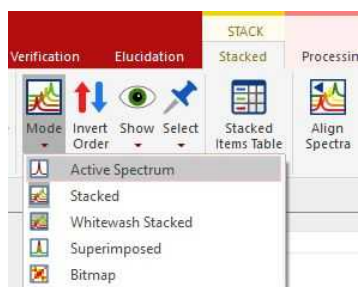 STACK
Verification Elucidation Stacked Processin
Mode Invert Order Show Select Stacked Items Table Align Spectra
Active Spectrum
Stacked
Whitewash Stacked
Superimposed
Bitmap